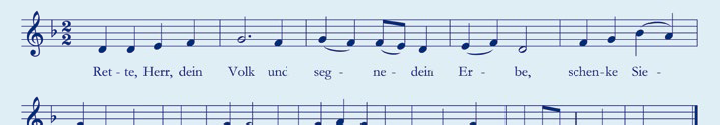 Ret - te, Herr, dein Volk und seg - ne - dein Er - be, schen-ke Sie -